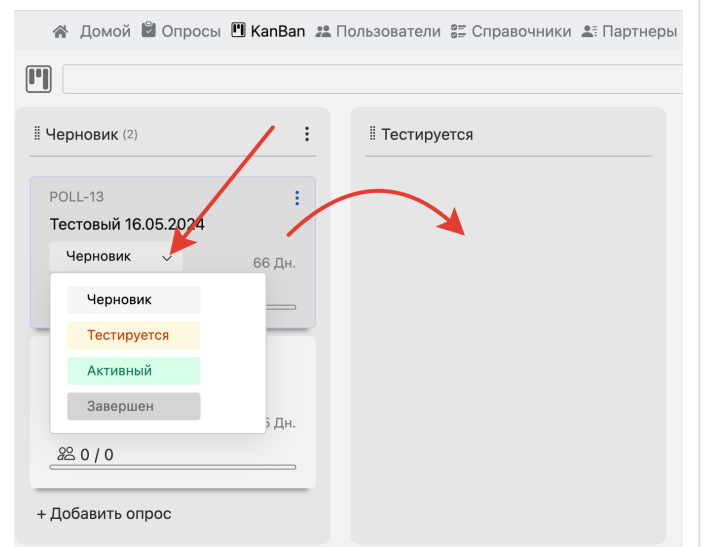 Домой Опросы KanBan Пользователи Справочники Партнеры
Черновик (2)
Тестируется
POLL-13
Тестовый 16.05.2024
Черновик
66 Дн.
Черновик
Тестируется
Активный
Завершен
Дн.
0 / 0
+ Добавить опрос